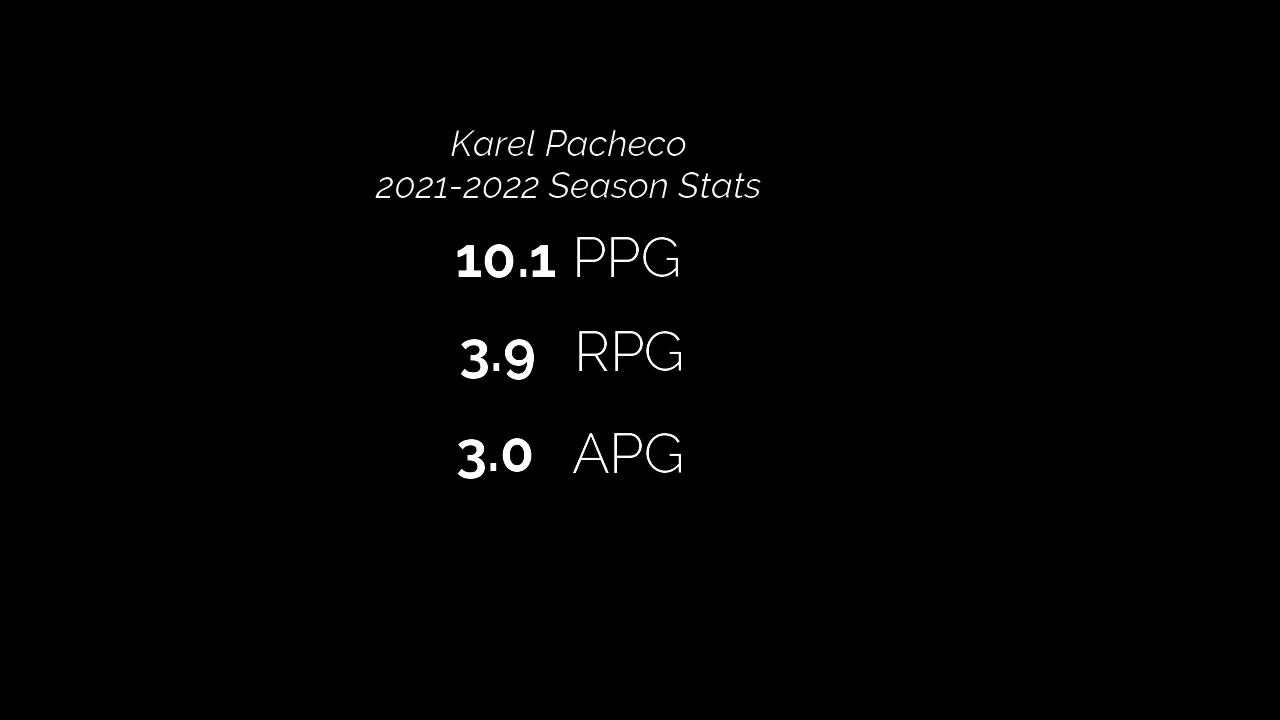 Karel Pacheco
2021-2022 Season Stats
10.1 PPG
3.9 RPG
3.0 APG